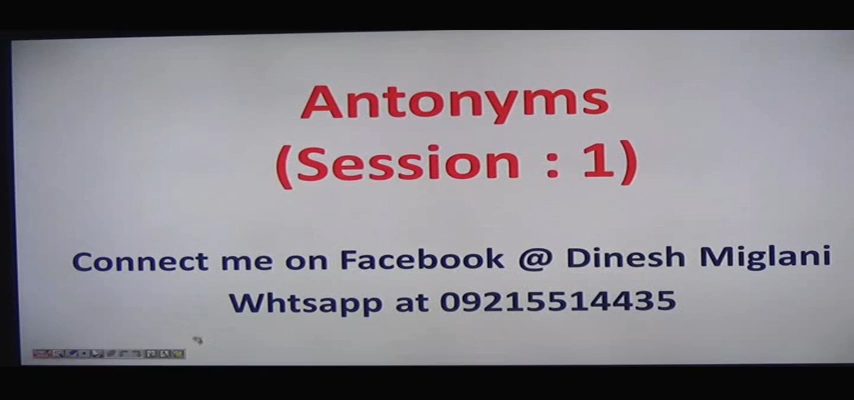 Antonyms
(Session : 1)
Connect me on Facebook @ Dinesh Miglani
Whtsapp at 09215514435